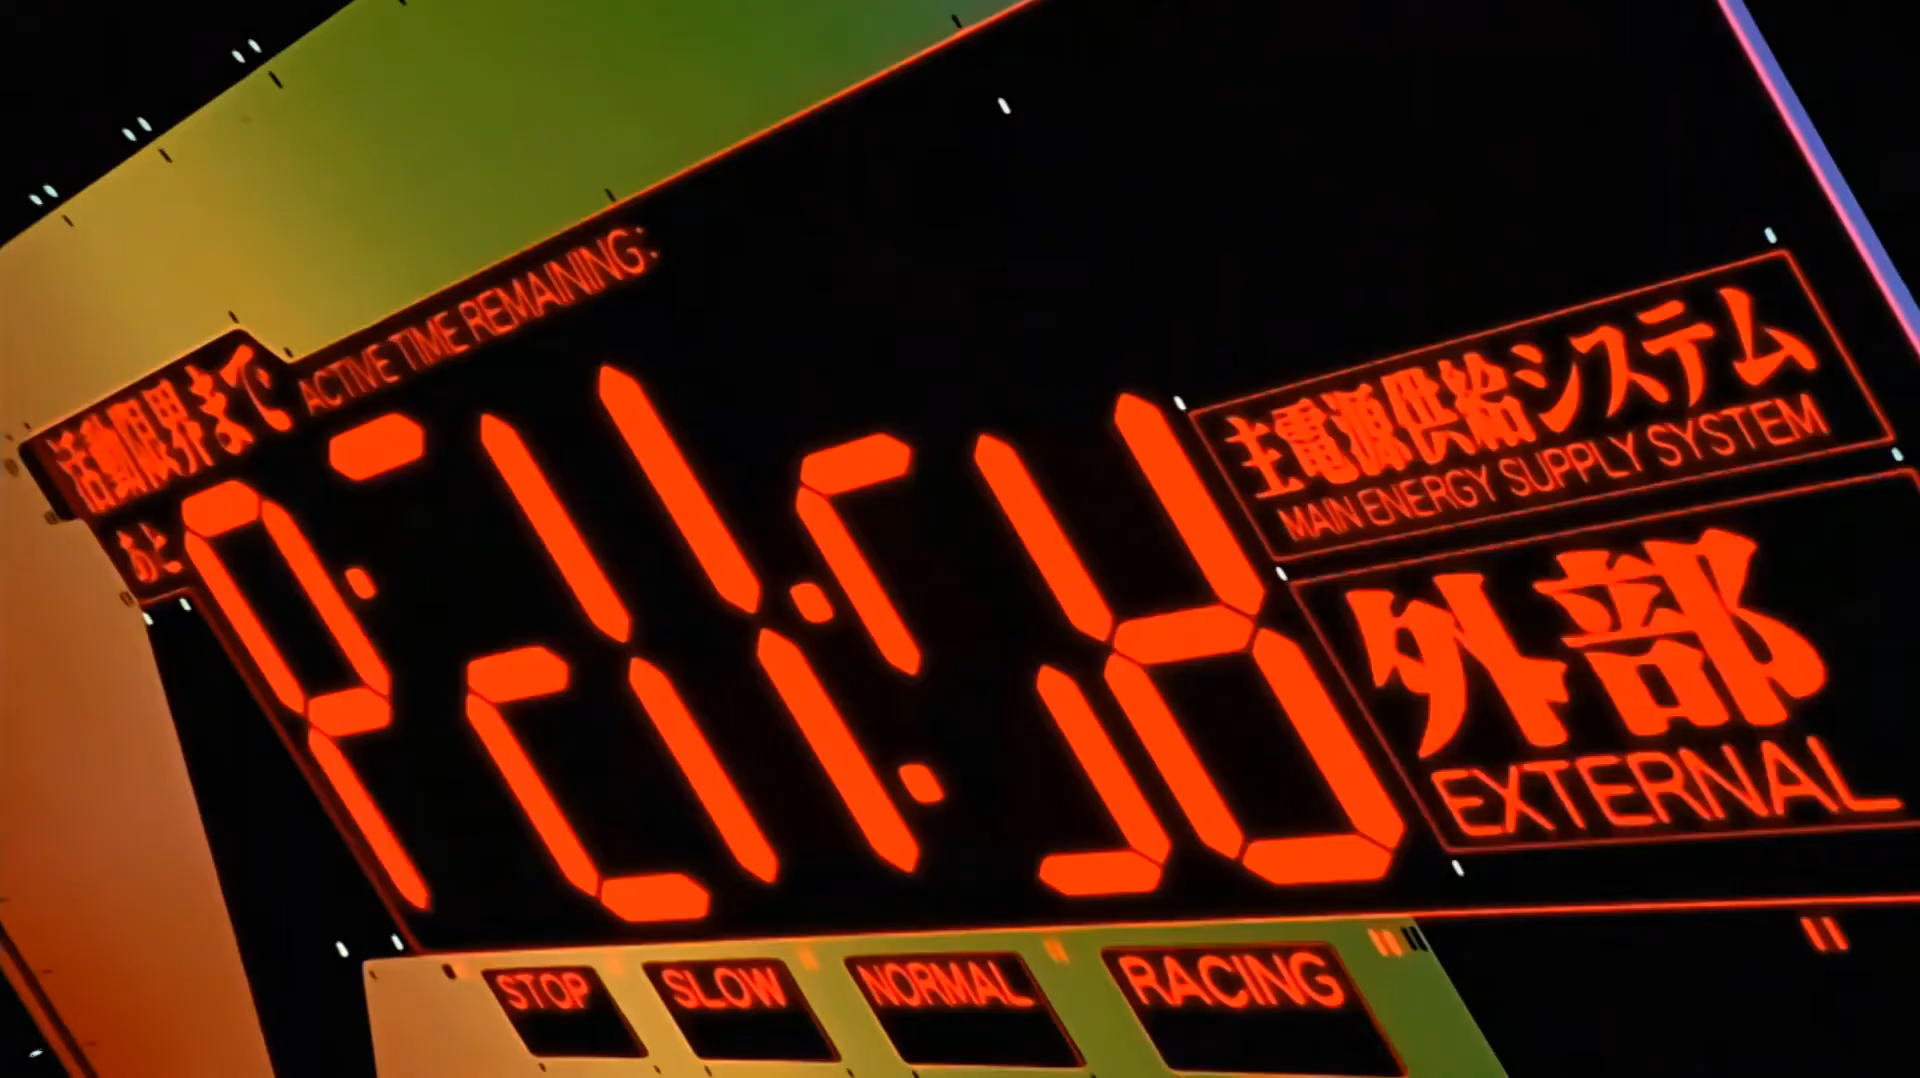 活動限界まで
ACTIVE TIME REMAINING:
あと
主電源供給システム
MAIN ENERGY SUPPLY SYSTEM
外部
EXTERNAL
STOP
SLOW
NORMAL
RACING